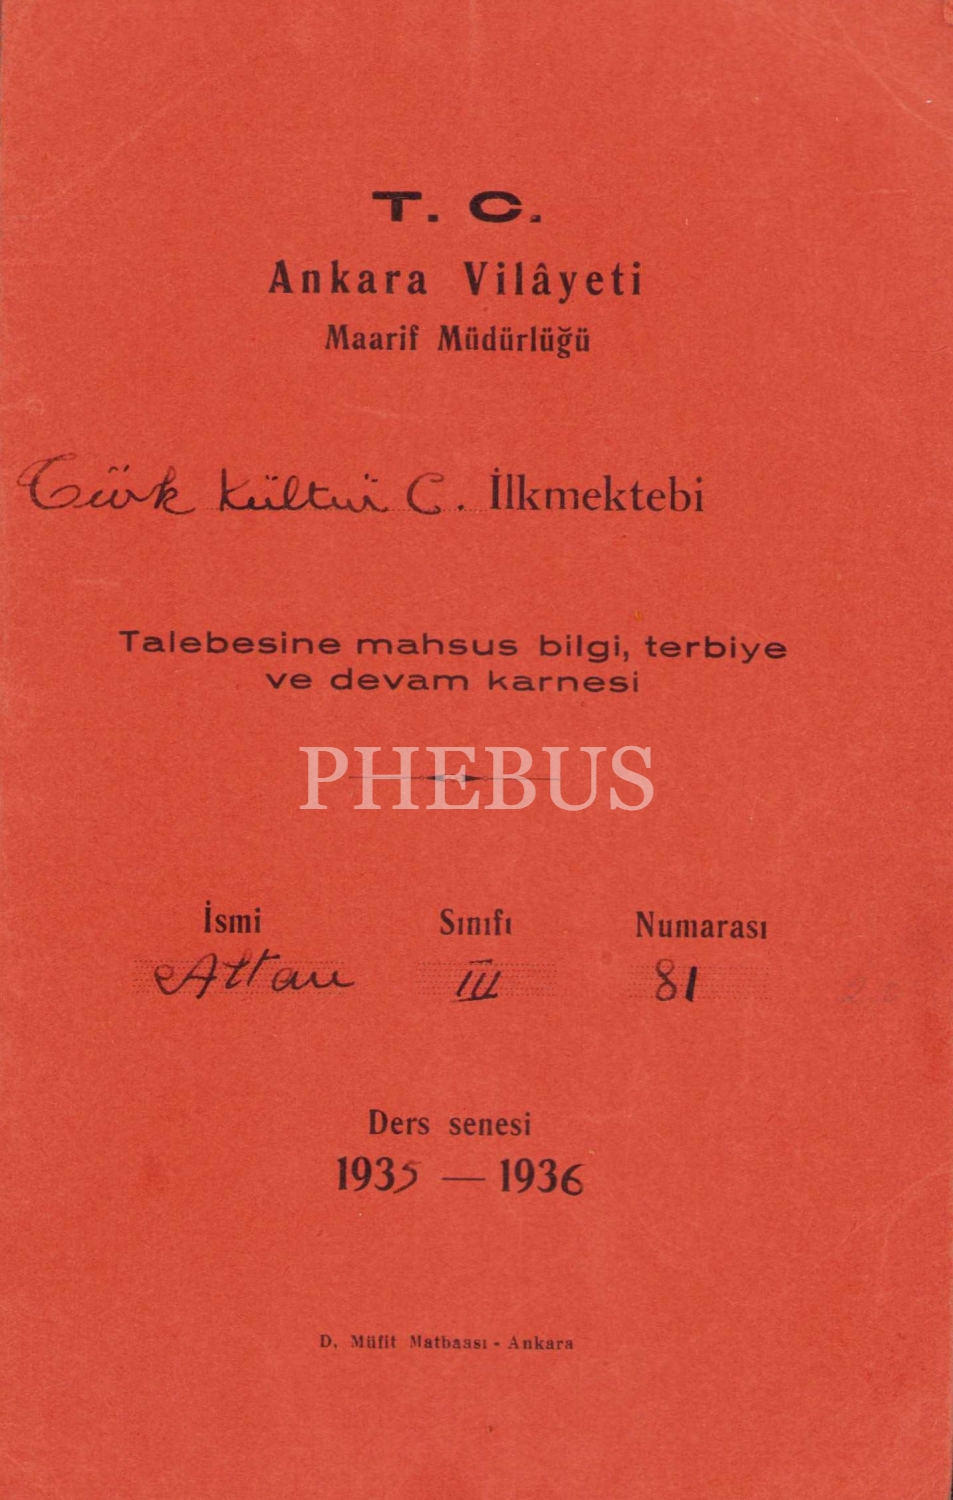 T. C.
Ankara Vilâyeti
Maarif Müdürlüğü
Türk Kültür C. İlkmektebi
Talebesine mahsus bilgi, terbiye
ve devam karnesi
PHEBUS
İsmi Sınıfı Numarası
Altan III 81
Ders senesi
1935 — 1936
D. Müfit Matbaası - Ankara